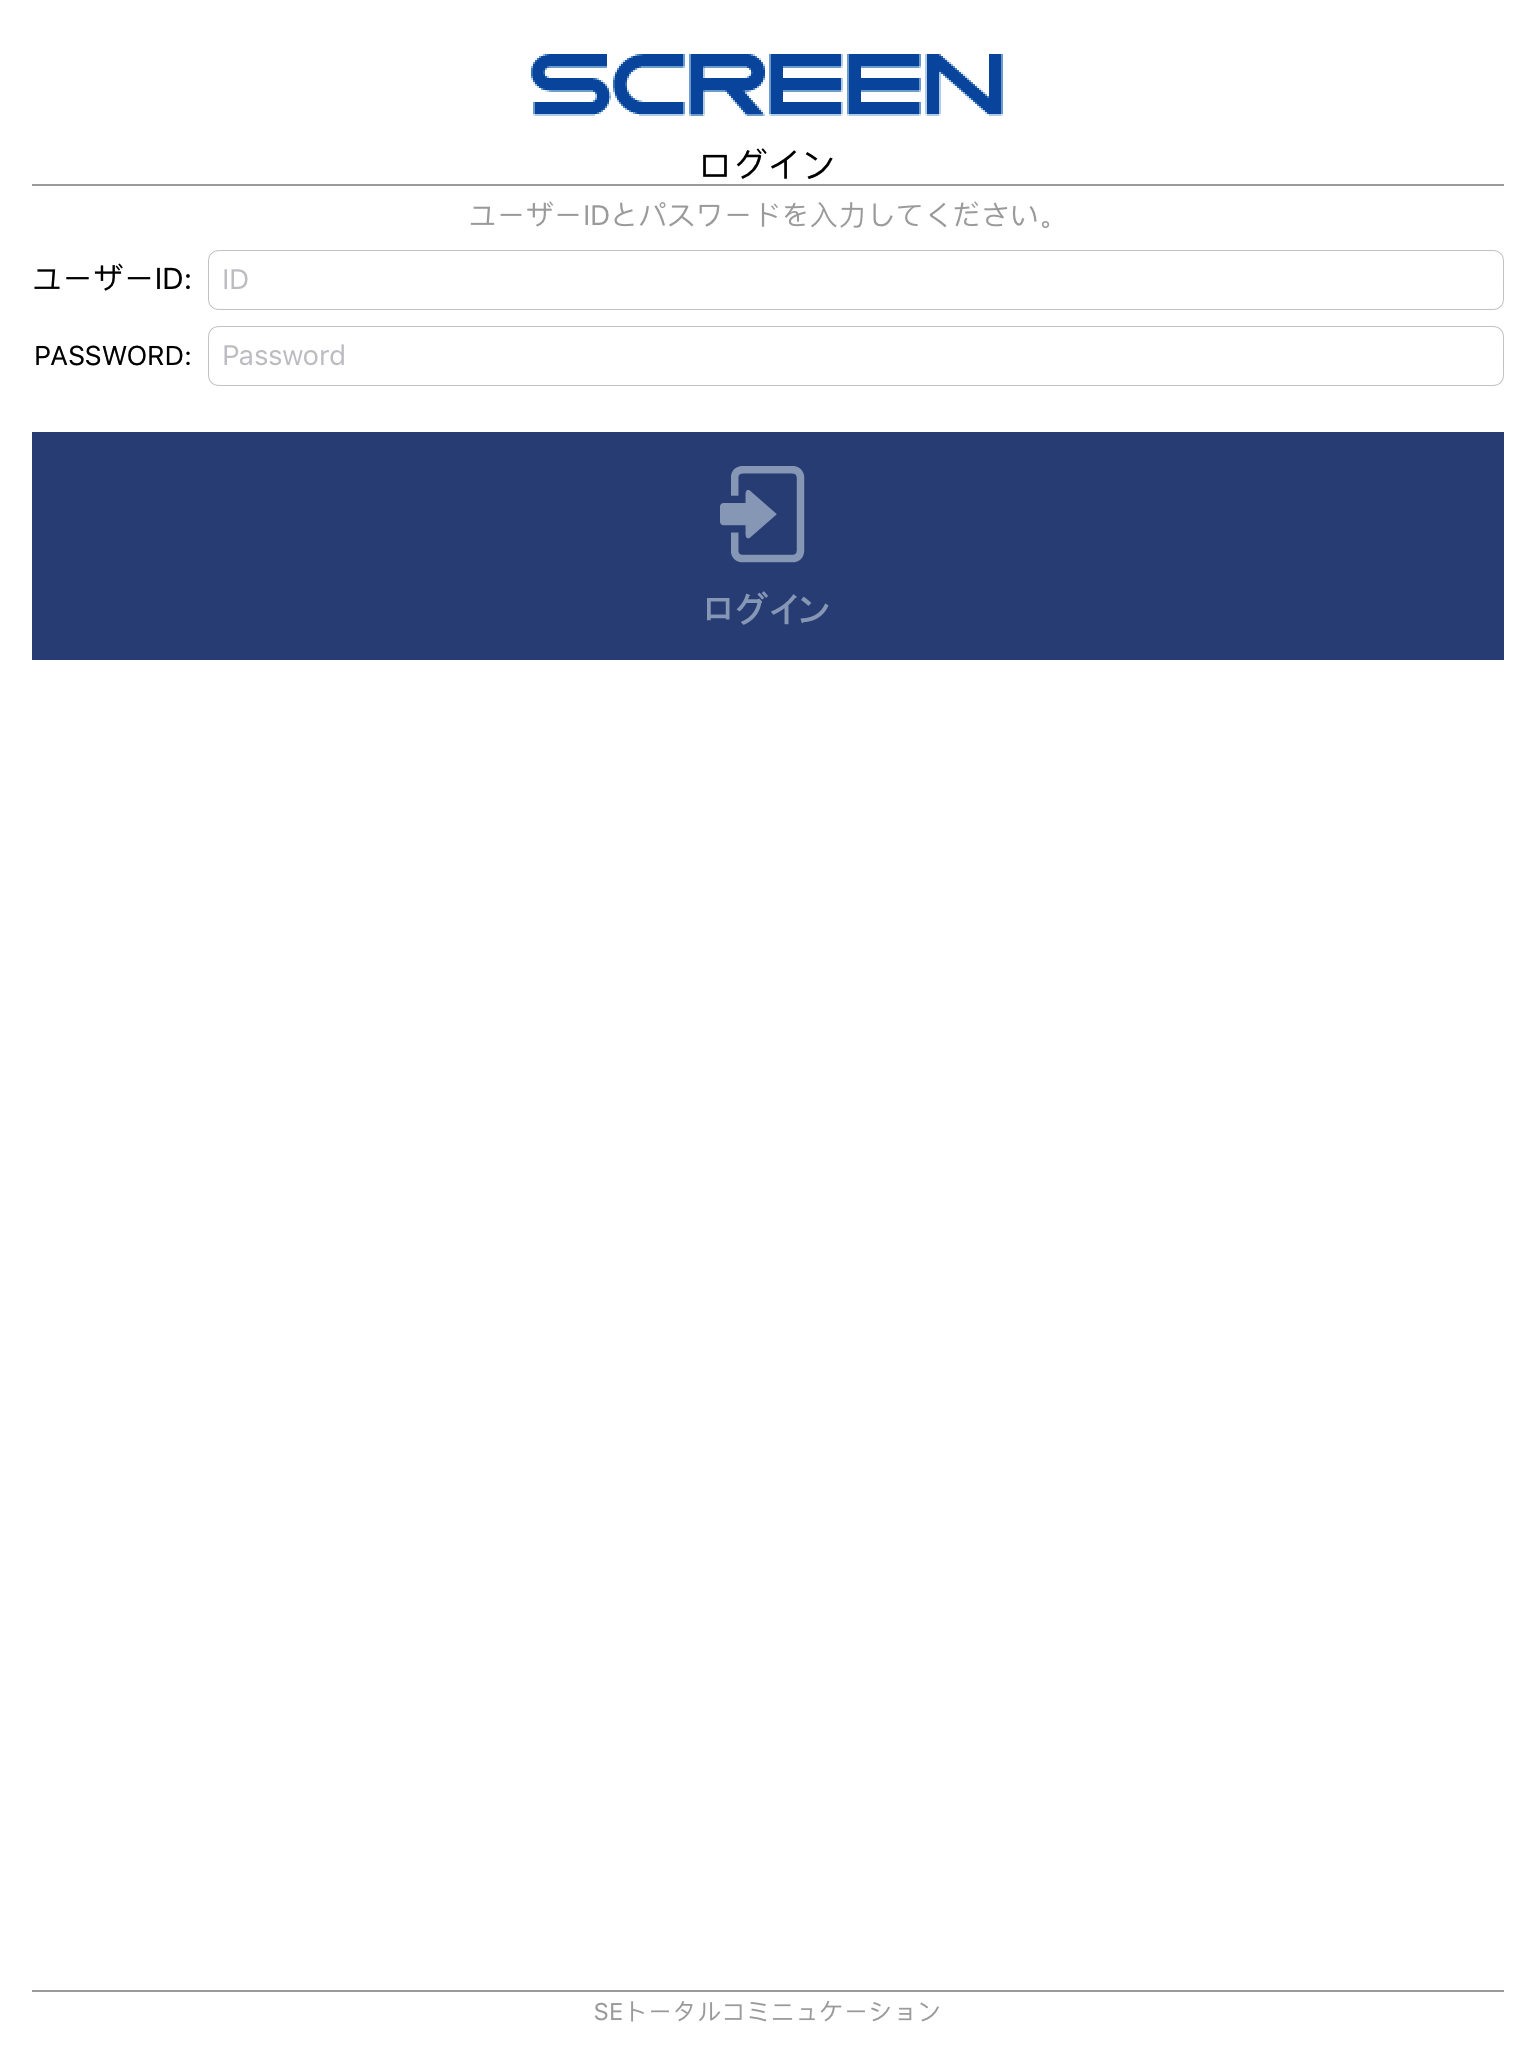 SCREEN
ログイン
ユーザーIDとパスワードを入力してください。
ユーザーID: ID
PASSWORD: Password
ログイン
SEトータルコミニュケーション